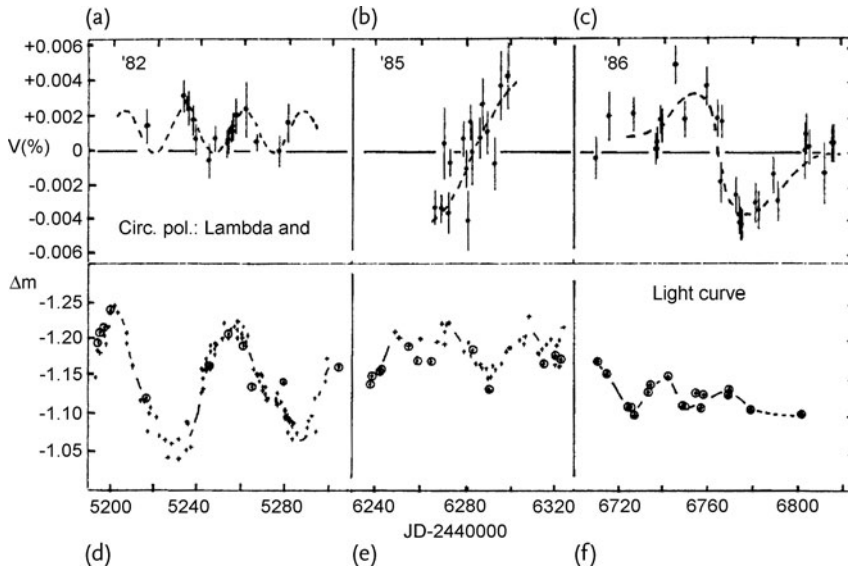 (a) (b) (c)
+0.006
+0.004
+0.002
V(%) 0
-0.002
-0.004
-0.006
'82 '85 '86
Circ. pol.: Lambda and
Δm
-1.25
-1.20
-1.15
-1.10
-1.05
Light curve
5200 5240 5280 6240 6280 6320 6720 6760 6800
JD-2440000
(d) (e) (f)